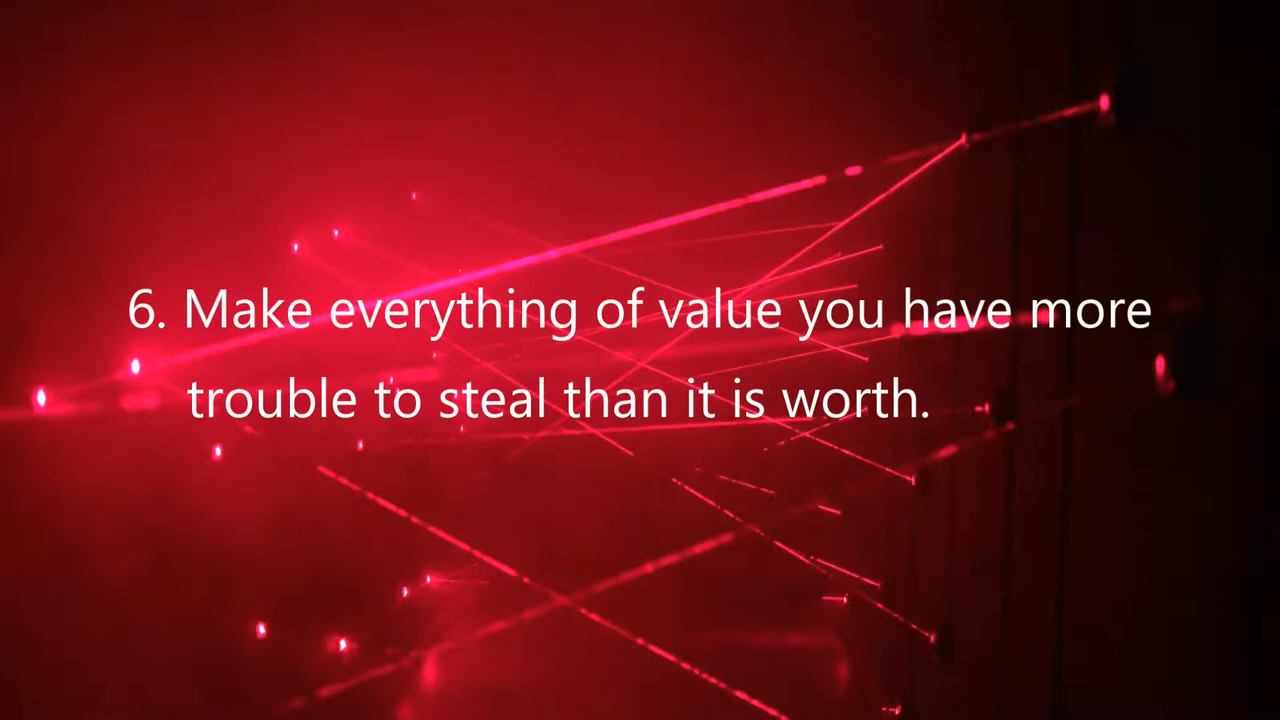 6. Make everything of value you have more
trouble to steal than it is worth.